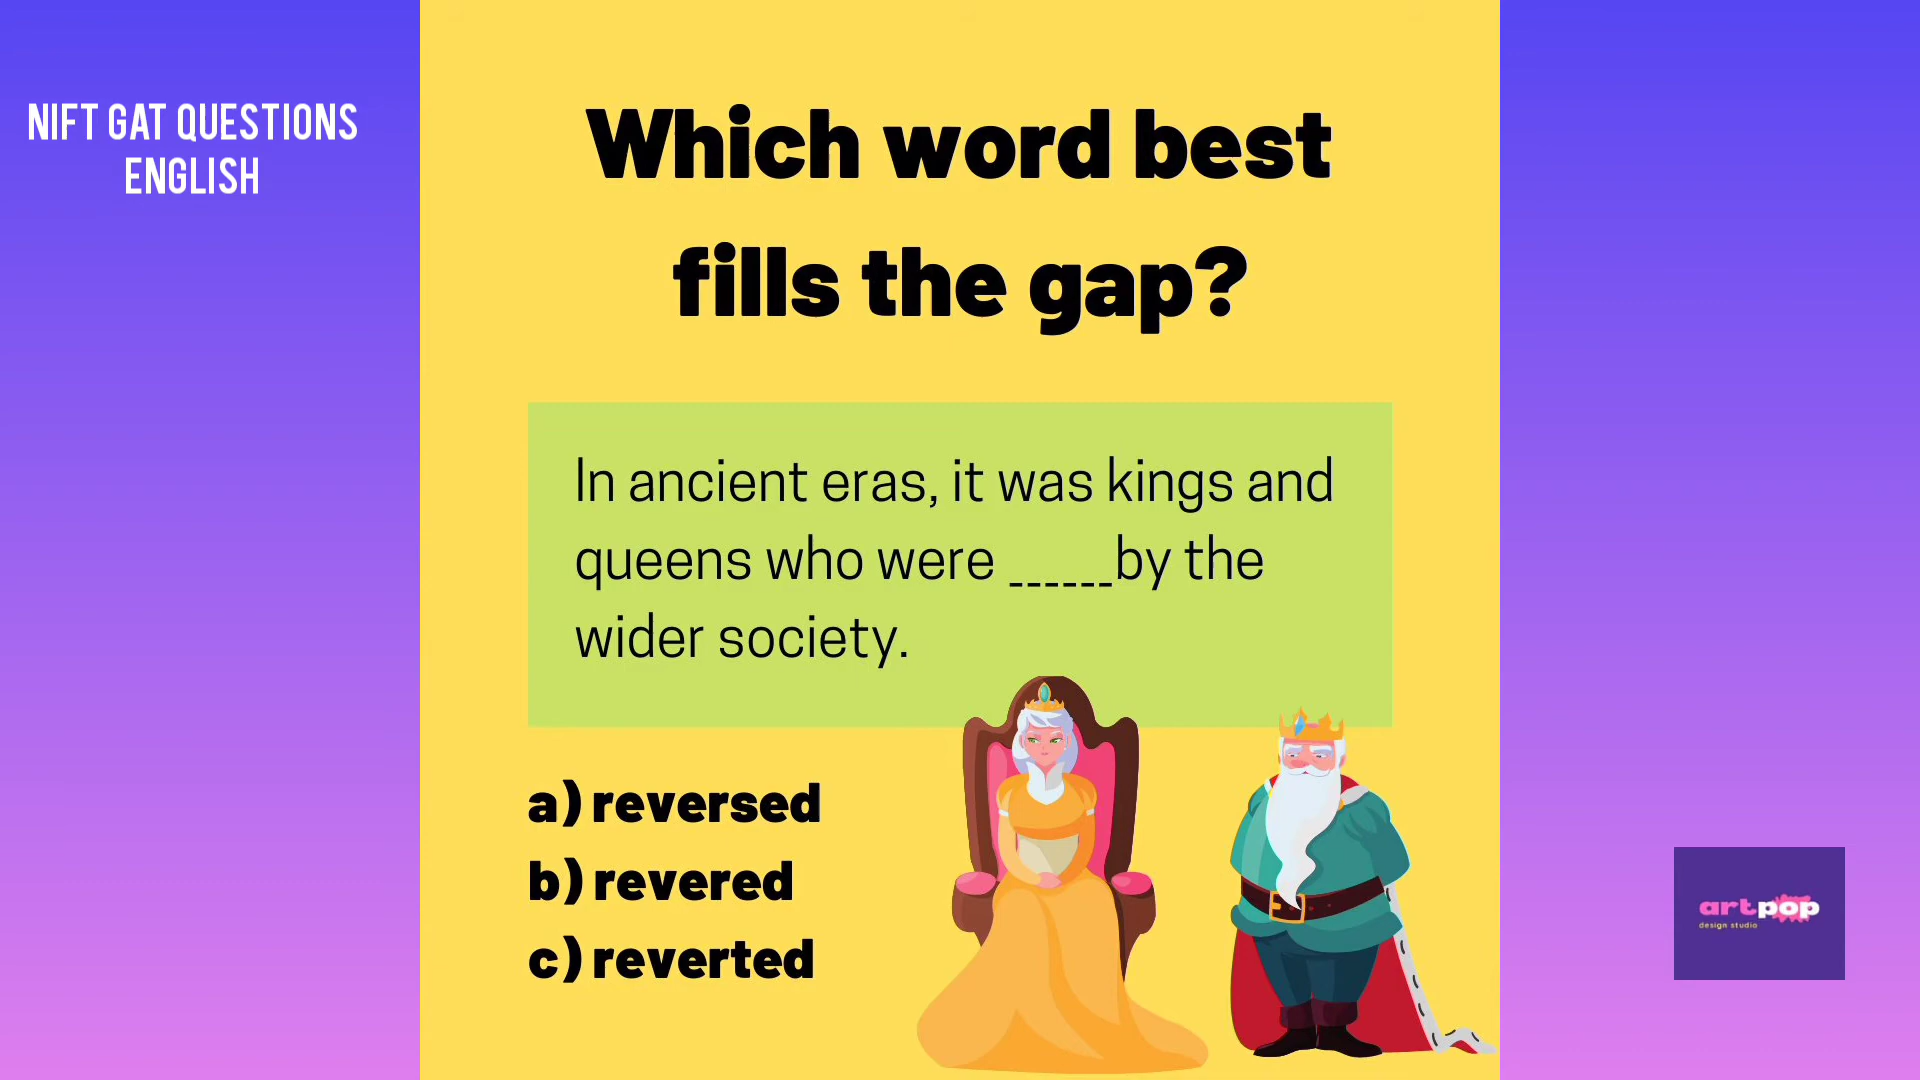 NIFT GAT QUESTIONS
ENGLISH
Which word best
fills the gap?
In ancient eras, it was kings and
queens who were ______by the
wider society.
a) reversed
b) revered
c) reverted
artpop
design studio